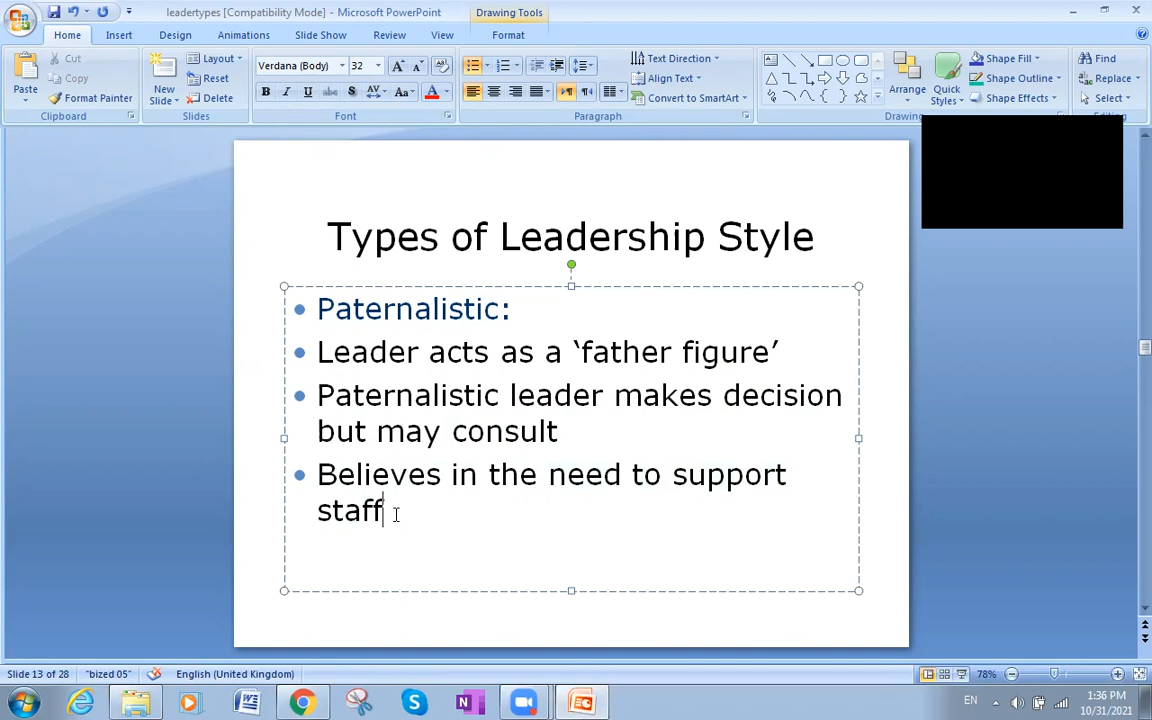 leadertypes [Compatibility Mode] - Microsoft PowerPoint
Drawing Tools
Home Insert Design Animations Slide Show Review View Format
Paste Cut Copy Format Painter
Clipboard
New Slide Layout Reset Delete
Slides
Verdana (Body) 32
B I U abc S AV Aa A
Font
Text Direction
Align Text
Convert to SmartArt
Paragraph
Arrange
Quick Styles
Shape Fill
Shape Outline
Shape Effects
Find
Replace
Select
Types of Leadership Style
• Paternalistic:
• Leader acts as a ‘father figure’
• Paternalistic leader makes decision
but may consult
• Believes in the need to support
staff
Slide 13 of 28 "bized 05" English (United Kingdom) 78%
EN 1:36 PM
10/31/2021